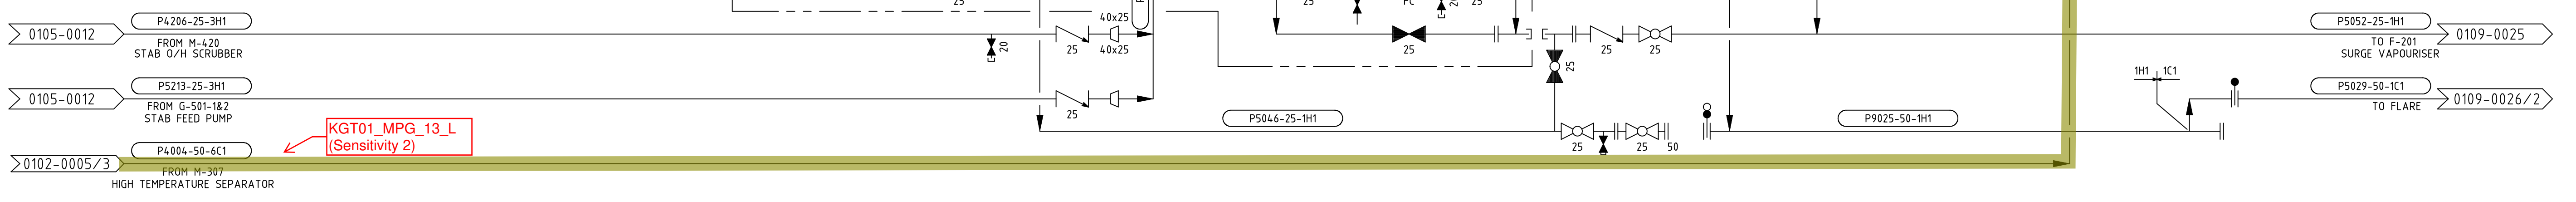 25
40x25
25
FC
20
25
P4206-25-3H1
0105-0012
FROM M-420
STAB O/H SCRUBBER
20
25
40x25
25
25
25
P5052-25-1H1
TO F-201
SURGE VAPOURISER
0109-0025
25
1H1
1C1
P5213-25-3H1
0105-0012
FROM G-501-1&2
STAB FEED PUMP
25
P5029-50-1C1
TO FLARE
0109-0026/2
P5046-25-1H1
P9025-50-1H1
KGT01_MPG_13_L
(Sensitivity 2)
25
25
50
P4004-50-6C1
0102-0005/3
FROM M-307
HIGH TEMPERATURE SEPARATOR